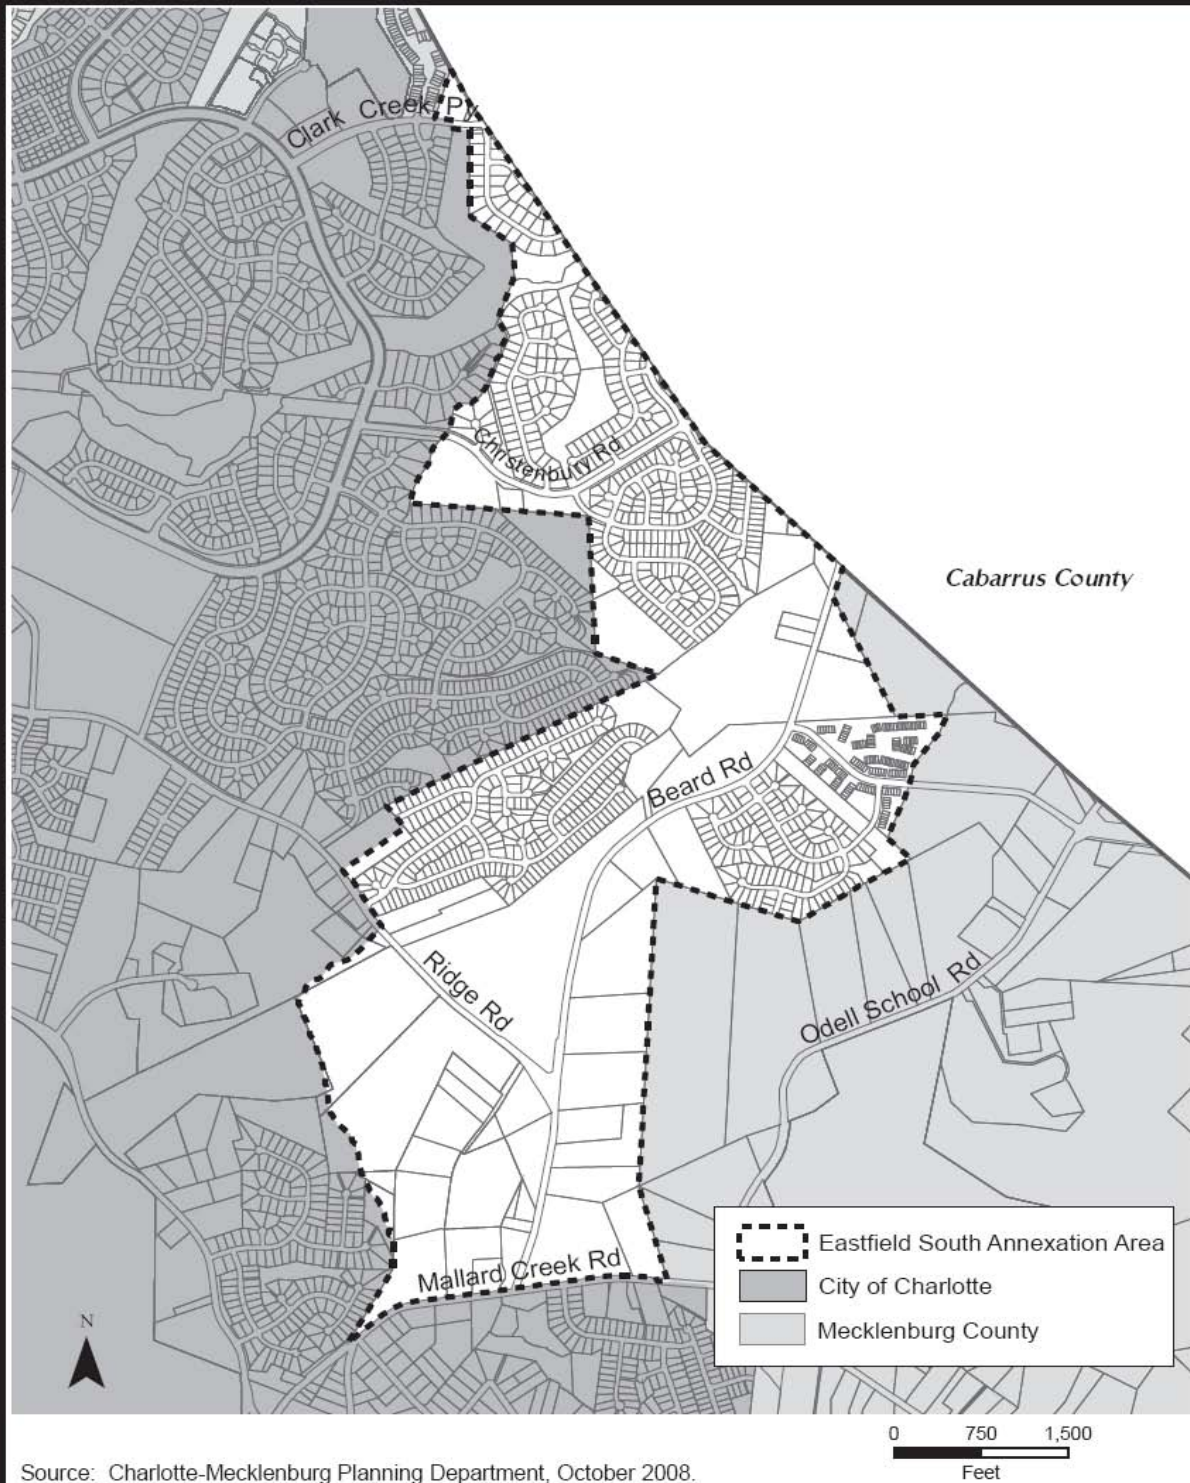 Clark Creek Py
Christenbury Rd
Cabarrus County
Beard Rd
Ridge Rd
Odell School Rd
Mallard Creek Rd
Eastfield South Annexation Area
City of Charlotte
Mecklenburg County
N
0 750 1,500
Feet
Source: Charlotte-Mecklenburg Planning Department, October 2008.